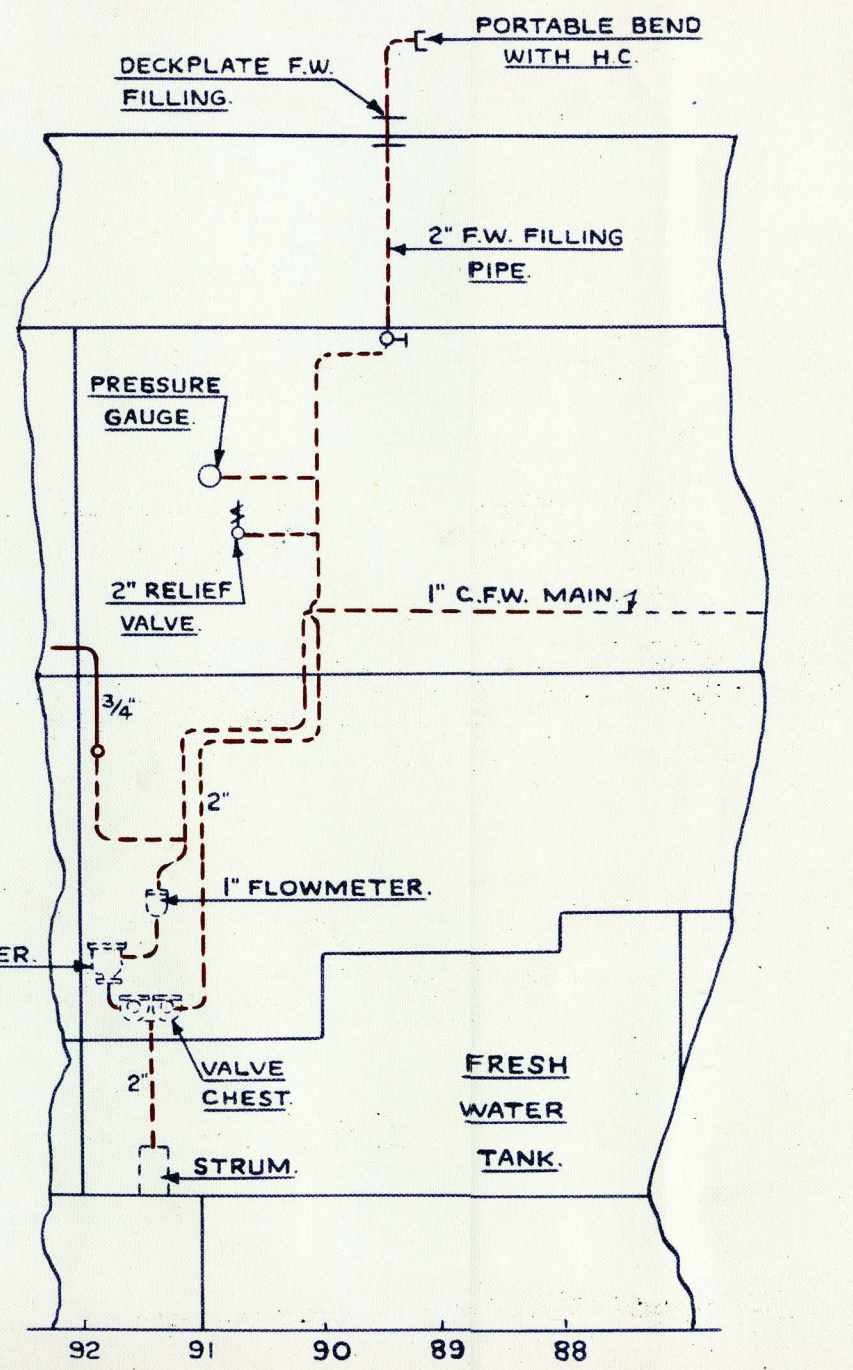 PORTABLE BEND
WITH H.C.
DECKPLATE F.W.
FILLING.
2" F.W. FILLING
PIPE.
PRESSURE
GAUGE.
2" RELIEF
VALVE.
1" C.F.W. MAIN.
3/4"
2"
1" FLOWMETER.
ER.
VALVE
CHEST.
2"
FRESH
WATER
TANK.
STRUM.
92 91 90 89 88